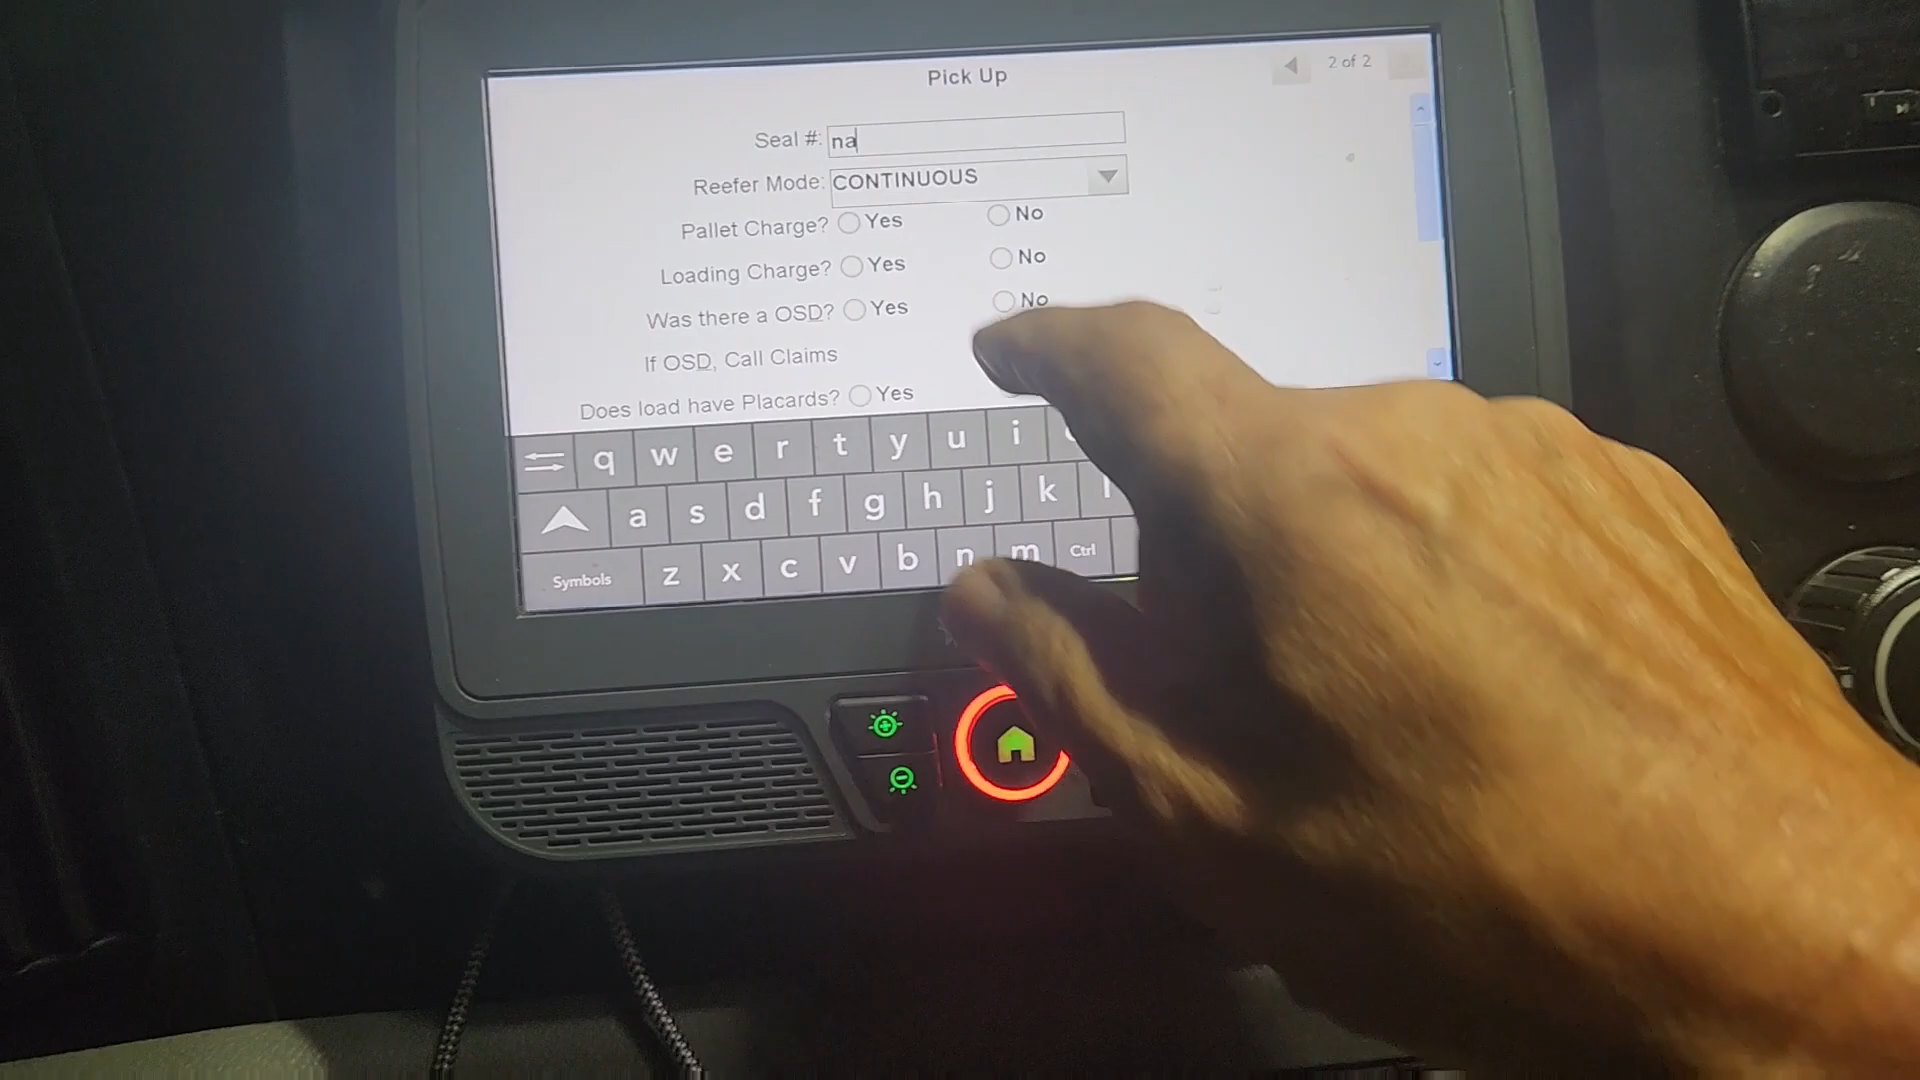 Pick Up
2 of 2
Seal #: na
Reefer Mode: CONTINUOUS
Pallet Charge? Yes No
Loading Charge? Yes No
Was there a OSD? Yes No
If OSD, Call Claims
Does load have Placards? Yes
q w e r t y u i
a s d f g h j k
Symbols z x c v b n m Ctrl